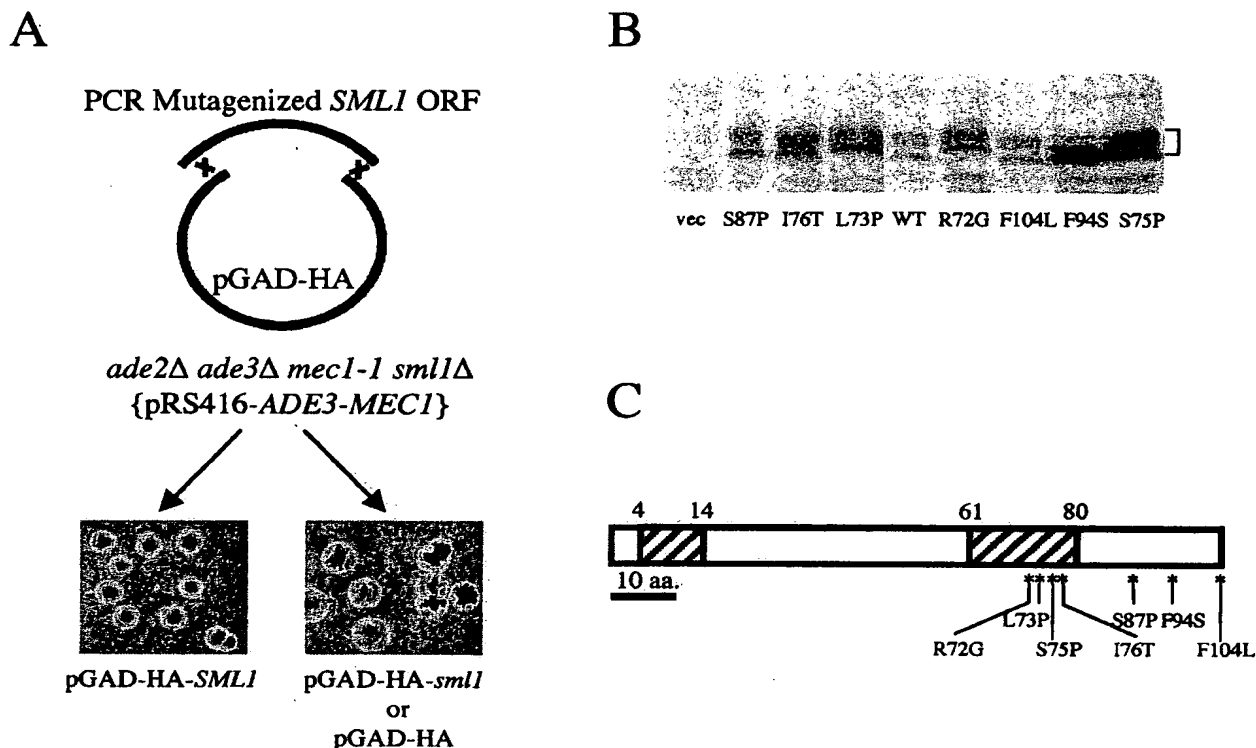 A
PCR Mutagenized SML1 ORF
x x
pGAD-HA
ade2Δ ade3Δ mec1-1 sml1Δ
{pRS416-ADE3-MEC1}
pGAD-HA-SML1
pGAD-HA-sml1
or
pGAD-HA
B
vec S87P I76T L73P WT R72G F104L F94S S75P
C
4 14 61 80
10 aa.
* * * * * * *
L73P S87P F94S
R72G S75P I76T F104L